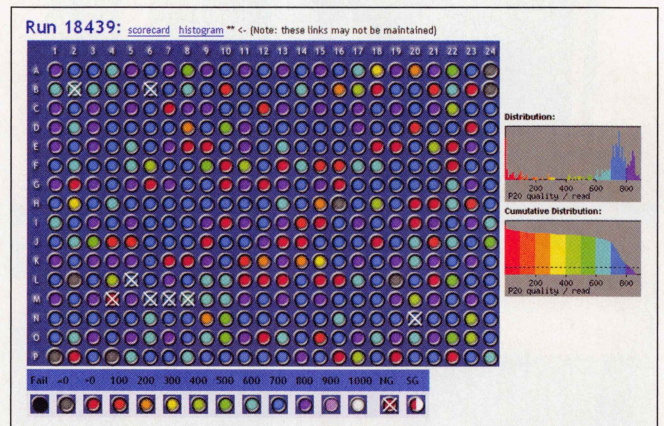 Run 18439: scorecard histogram ** <- (Note: these links may not be maintained)
1 2 3 4 5 6 7 8 9 10 11 12 13 14 15 16 17 18 19 20 21 22 23 24
A
B
C
D
E
F
G
H
I
J
K
L
M
N
O
P
Distribution:
200 400 600 800
P20 quality / read
Cumulative Distribution:
200 400 600 800
P20 quality / read
Fail =0 >0 100 200 300 400 500 600 700 800 900 1000 NG SG